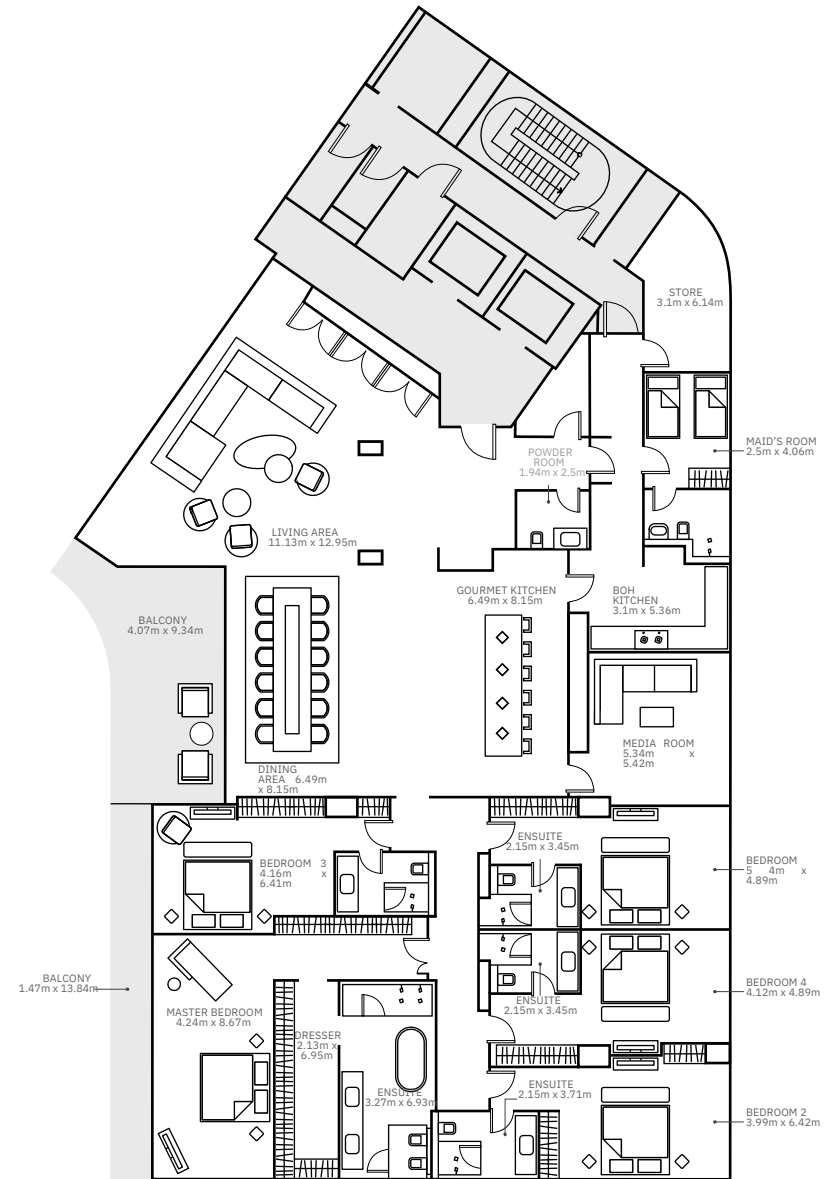 STORE
3.1m x 6.14m
MAID'S ROOM
2.5m x 4.06m
POWDER
ROOM
1.94m x 2.5m
LIVING AREA
11.13m x 12.95m
GOURMET KITCHEN
6.49m x 8.15m
BOH
KITCHEN
3.1m x 5.36m
BALCONY
4.07m x 9.34m
MEDIA ROOM
5.34m x
5.42m
DINING
AREA 6.49m
x 8.15m
ENSUITE
2.15m x 3.45m
BEDROOM 3
4.16m x
6.41m
BEDROOM
5 4m x
4.89m
BALCONY
1.47m x 13.84m
BEDROOM 4
4.12m x 4.89m
ENSUITE
2.15m x 3.45m
MASTER BEDROOM
4.24m x 8.67m
DRESSER
2.13m x
6.95m
ENSUITE
3.27m x 6.93m
ENSUITE
2.15m x 3.71m
BEDROOM 2
3.99m x 6.42m